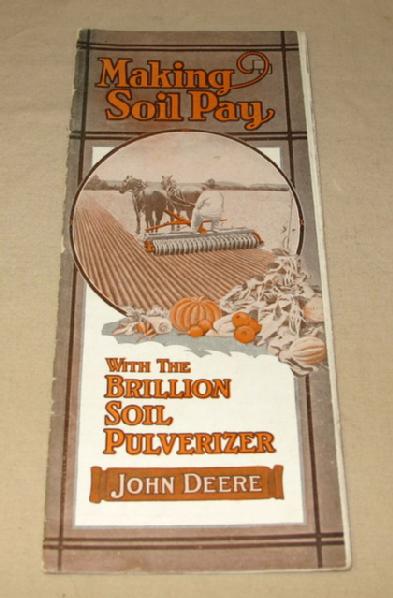 Making
Soil Pay
WITH THE
BRILLION
SOIL
PULVERIZER
JOHN DEERE